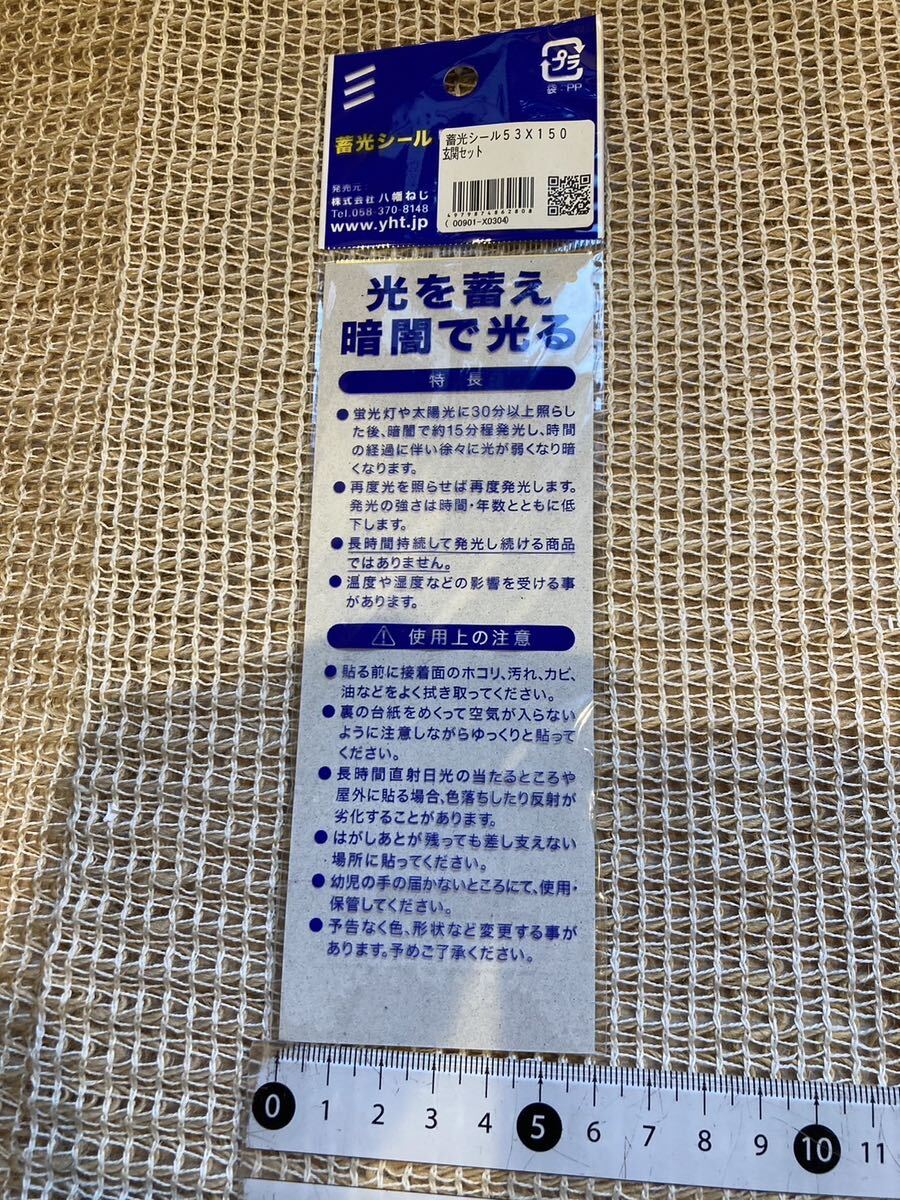 プラ
袋:PP
蓄光シール
蓄光シール53X150
玄関セット
4979874862808
(00901-X0304)
発売元:
株式会社 八幡ねじ
Tel.058-370-8148
www.yht.jp
光を蓄え
暗闇で光る
特長
●蛍光灯や太陽光に30分以上照らし
た後、暗闇で約15分程発光し、時間
の経過に伴い徐々に光が弱くなり暗
くなります。
●再度光を照らせば再度発光します。
発光の強さは時間・年数とともに低
下します。
●長時間持続して発光し続ける商品
ではありません。
●温度や湿度などの影響を受ける事
があります。
⚠ 使用上の注意
●貼る前に接着面のホコリ、汚れ、カビ、
油などをよく拭き取ってください。
●裏の台紙をめくって空気が入らない
ように注意しながらゆっくりと貼って
ください。
●長時間直射日光の当たるところや
屋外に貼る場合、色落ちしたり反射が
劣化することがあります。
●はがしあとが残っても差し支えない
場所に貼ってください。
●幼児の手の届かないところにて、使用・
保管してください。
●予告なく色、形状など変更する事が
あります。予めご了承ください。
0 1 2 3 4 5 6 7 8 9 10 11